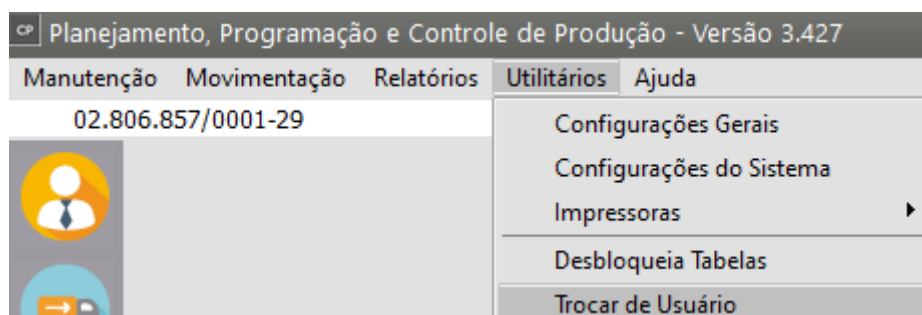 CP Planejamento, Programação e Controle de Produção - Versão 3.427
Manutenção Movimentação Relatórios Utilitários Ajuda
02.806.857/0001-29
Configurações Gerais
Configurações do Sistema
Impressoras
Desbloqueia Tabelas
Trocar de Usuário